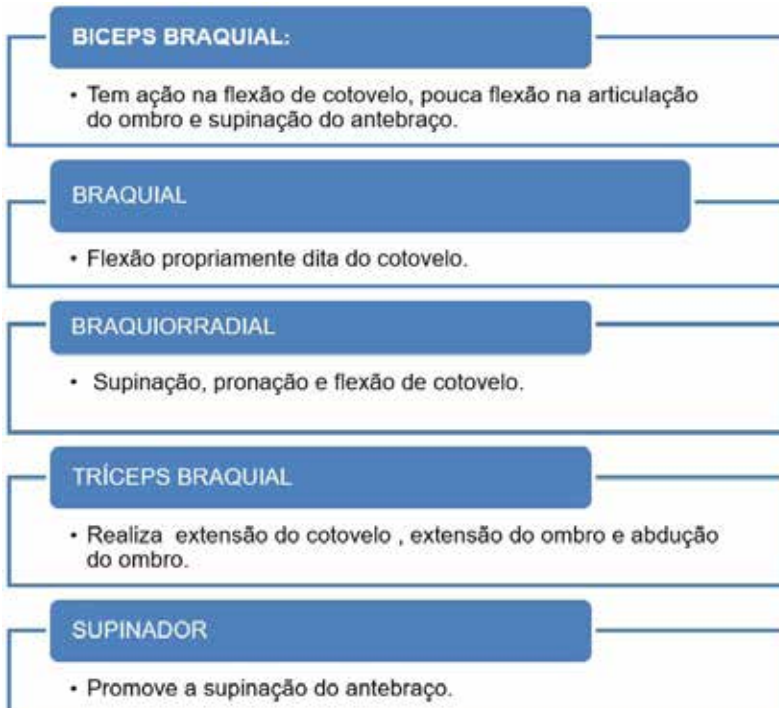 BICEPS BRAQUIAL:
• Tem ação na flexão de cotovelo, pouca flexão na articulação
do ombro e supinação do antebraço.
BRAQUIAL
• Flexão propriamente dita do cotovelo.
BRAQUIORRADIAL
• Supinação, pronação e flexão de cotovelo.
TRÍCEPS BRAQUIAL
• Realiza extensão do cotovelo , extensão do ombro e abdução
do ombro.
SUPINADOR
• Promove a supinação do antebraço.